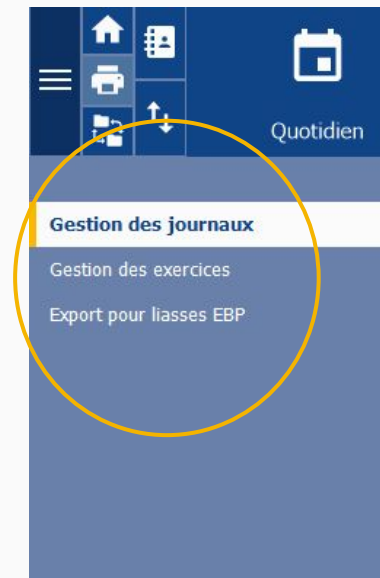 Quotidien
Gestion des journaux
Gestion des exercices
Export pour liasses EBP